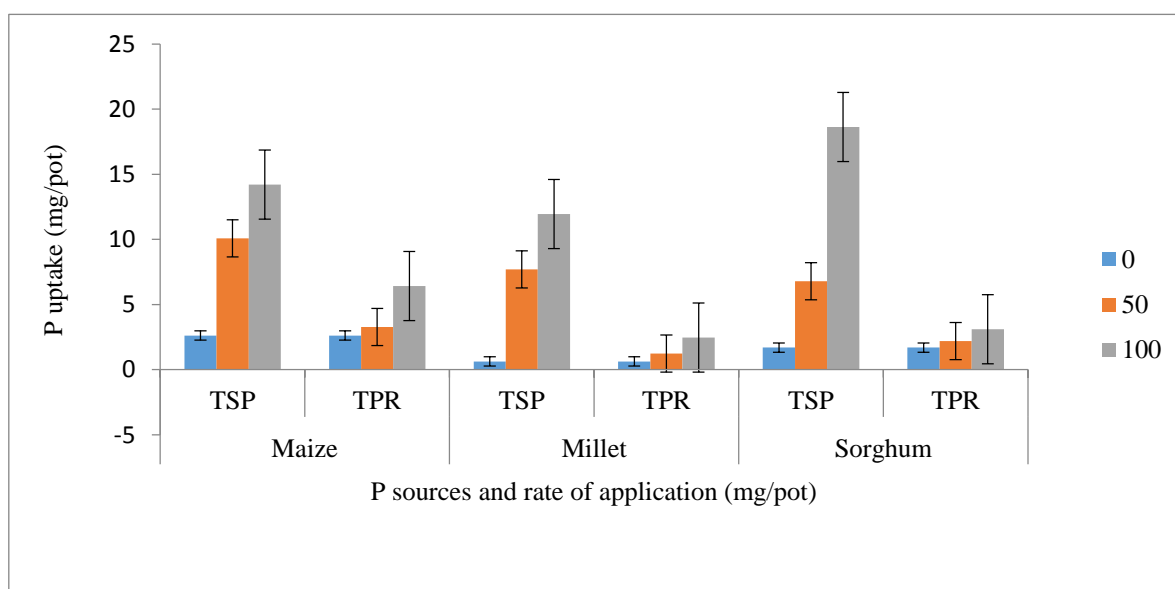 25
20
15
10
5
0
-5
P uptake (mg/pot)
TSP TPR TSP TPR TSP TPR
Maize Millet Sorghum
P sources and rate of application (mg/pot)
0
50
100